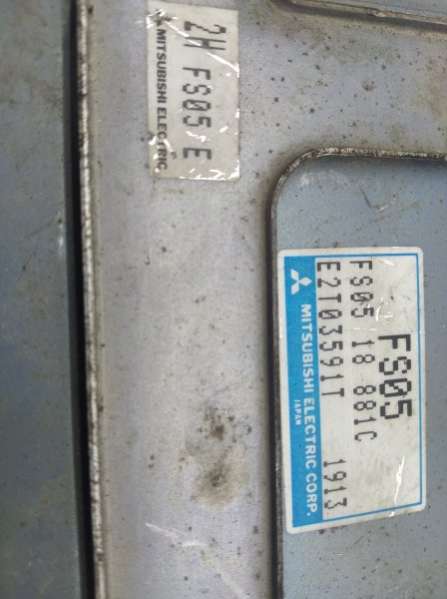 2H FS05 E
MITSUBISHI ELECTRIC
FS05
FS05 18 881C
E2T03591T 1913
MITSUBISHI ELECTRIC CORP.
JAPAN